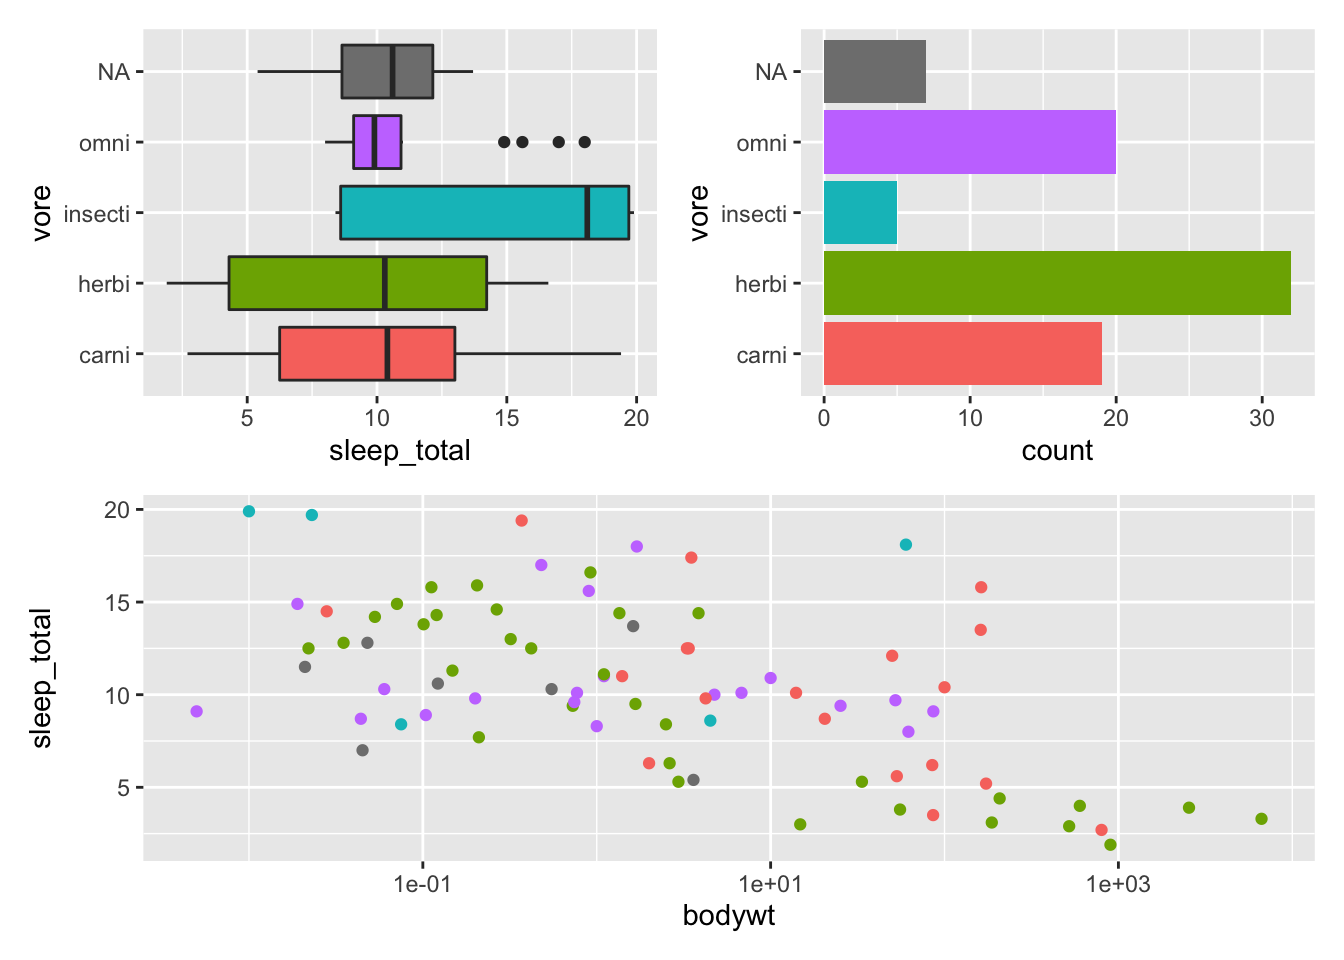 vore
NA
omni
insecti
herbi
carni
5 10 15 20
sleep_total
vore
NA
omni
insecti
herbi
carni
0 10 20 30
count
sleep_total
20
15
10
5
1e-01 1e+01 1e+03
bodywt